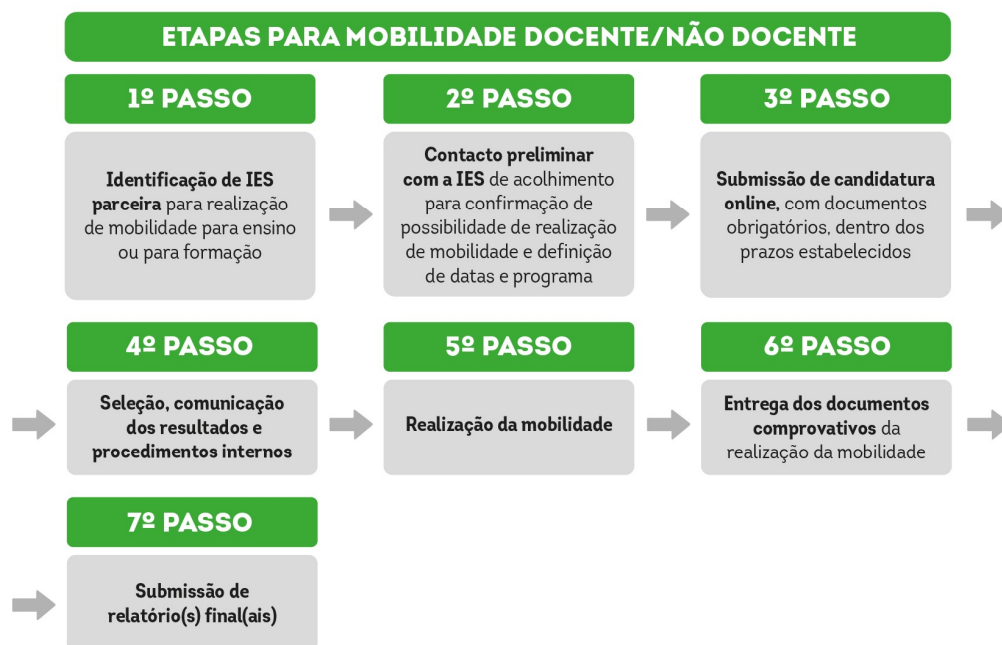 ETAPAS PARA MOBILIDADE DOCENTE/NÃO DOCENTE
1º PASSO
Identificação de IES
parceira para realização
de mobilidade para ensino
ou para formação
2º PASSO
Contacto preliminar
com a IES de acolhimento
para confirmação de
possibilidade de realização
de mobilidade e definição
de datas e programa
3º PASSO
Submissão de candidatura
online, com documentos
obrigatórios, dentro dos
prazos estabelecidos
4º PASSO
Seleção, comunicação
dos resultados e
procedimentos internos
5º PASSO
Realização da mobilidade
6º PASSO
Entrega dos documentos
comprovativos da
realização da mobilidade
7º PASSO
Submissão de
relatório(s) final(ais)